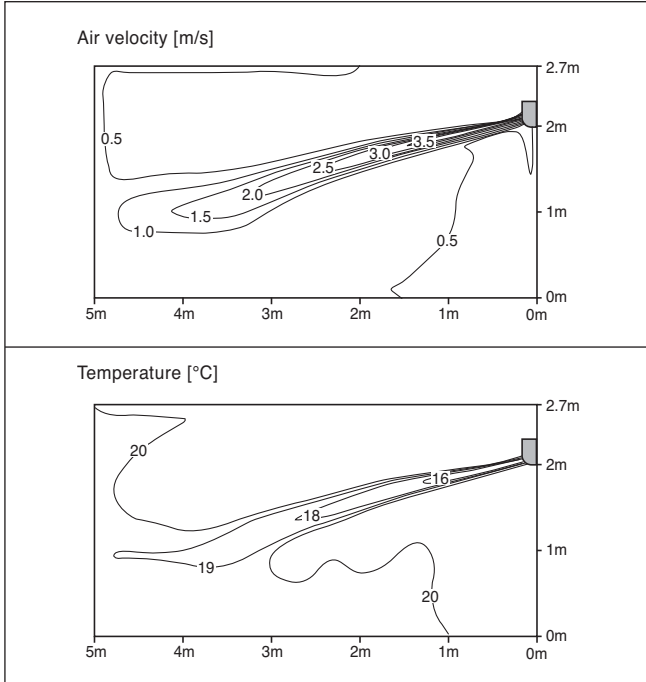 Air velocity [m/s]
2.7m
0.5
2m
3.5
3.0
2.5
2.0
1.5
1m
1.0
0.5
0m
5m 4m 3m 2m 1m 0m
Temperature [°C]
2.7m
20
2m
16
18
1m
19
20
0m
5m 4m 3m 2m 1m 0m